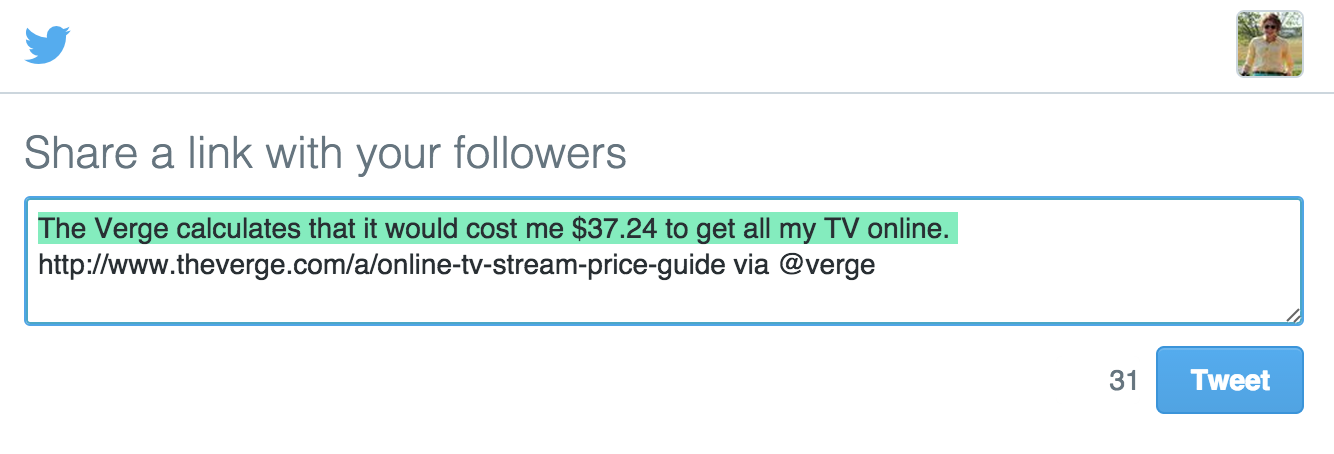 Share a link with your followers
The Verge calculates that it would cost me $37.24 to get all my TV online.
http://www.theverge.com/a/online-tv-stream-price-guide via @verge
31
Tweet